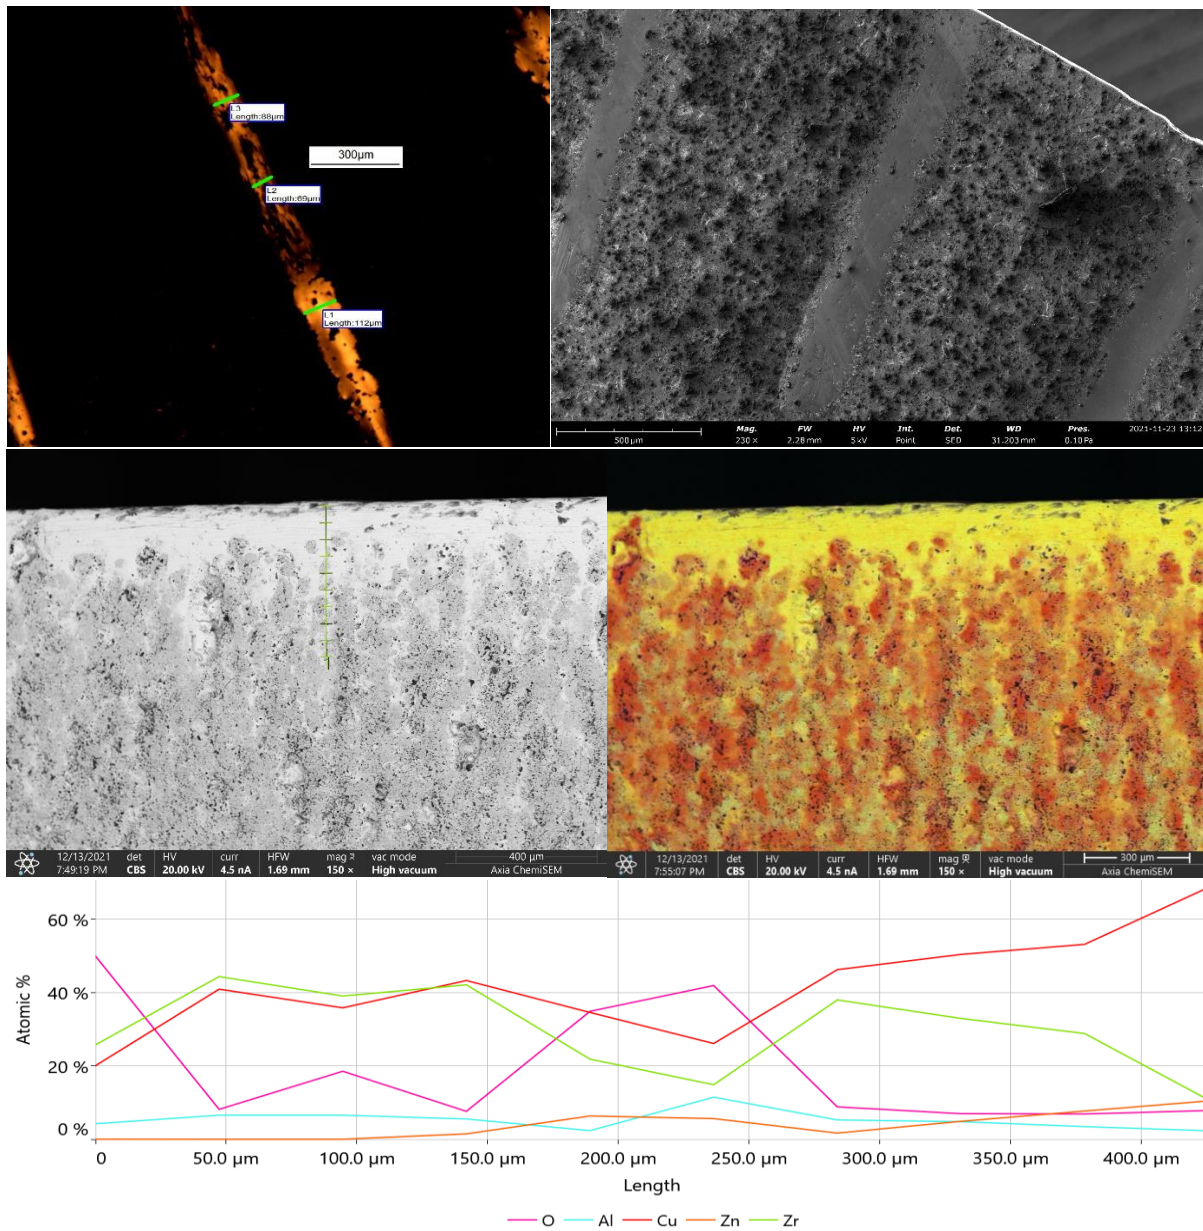 L3
Length:88µm
300µm
L2
Length:69µm
L1
Length:112µm
500 µm
Mag. FW HV Int. Det. WD Pres. 2021-11-23 13:12
230 × 2.28 mm 5 kV Point SED 31.203 mm 0.10 Pa
12/13/2021 det HV curr HFW mag vac mode 400 µm
7:49:19 PM CBS 20.00 kV 4.5 nA 1.69 mm 150 × High vacuum Axia ChemiSEM
12/13/2021 det HV curr HFW mag vac mode 300 µm
7:55:07 PM CBS 20.00 kV 4.5 nA 1.69 mm 150 × High vacuum Axia ChemiSEM
Atomic %
60 %
40 %
20 %
0 %
0 50.0 µm 100.0 µm 150.0 µm 200.0 µm 250.0 µm 300.0 µm 350.0 µm 400.0 µm
Length
O Al Cu Zn Zr